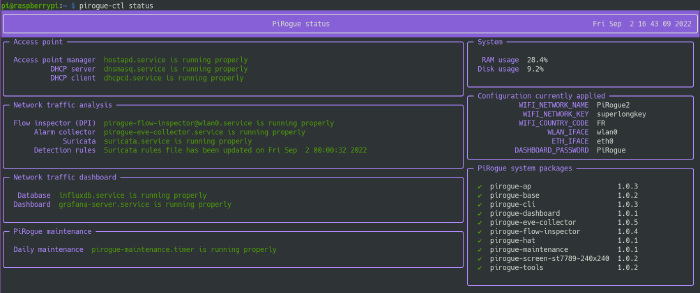 pi@raspberrypi:~ $ pirogue-ctl status
PiRogue status
Fri Sep 2 16 43 09 2022
Access point
Access point manager hostapd.service is running properly
DHCP server dnsmasq.service is running properly
DHCP client dhcpcd.service is running properly
Network traffic analysis
Flow inspector (DPI) pirogue-flow-inspector@wlan0.service is running properly
Alarm collector pirogue-eve-collector.service is running properly
Suricata suricata.service is running properly
Detection rules Suricata rules file has been updated on Fri Sep 2 00:00:32 2022
Network traffic dashboard
Database influxdb.service is running properly
Dashboard grafana-server.service is running properly
PiRogue maintenance
Daily maintenance pirogue-maintenance.timer is running properly
System
RAM usage 28.4%
Disk usage 9.2%
Configuration currently applied
WIFI_NETWORK_NAME PiRogue2
WIFI_NETWORK_KEY superlongkey
WIFI_COUNTRY_CODE FR
WLAN_IFACE wlan0
ETH_IFACE eth0
DASHBOARD_PASSWORD PiRogue
PiRogue system packages
✔ pirogue-ap 1.0.3
✔ pirogue-base 1.0.2
✔ pirogue-cli 1.0.3
✔ pirogue-dashboard 1.0.1
✔ pirogue-eve-collector 1.0.5
✔ pirogue-flow-inspector 1.0.4
✔ pirogue-hat 1.0.1
✔ pirogue-maintenance 1.0.1
✔ pirogue-screen-st7789-240x240 1.0.2
✔ pirogue-tools 1.0.2